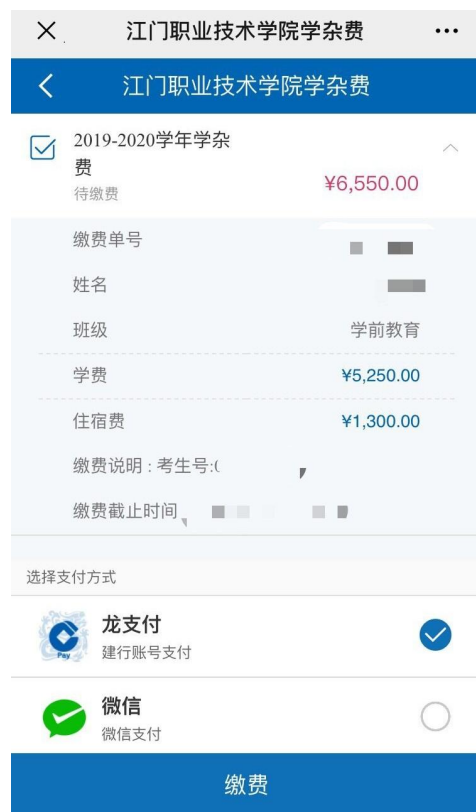 江门职业技术学院学杂费
江门职业技术学院学杂费
2019-2020学年学杂
费
¥6,550.00
待缴费
缴费单号
姓名
班级 学前教育
学费 ¥5,250.00
住宿费 ¥1,300.00
缴费说明 : 考生号:(
缴费截止时间
选择支付方式
龙支付
Pay
建行账号支付
微信
微信支付
缴费